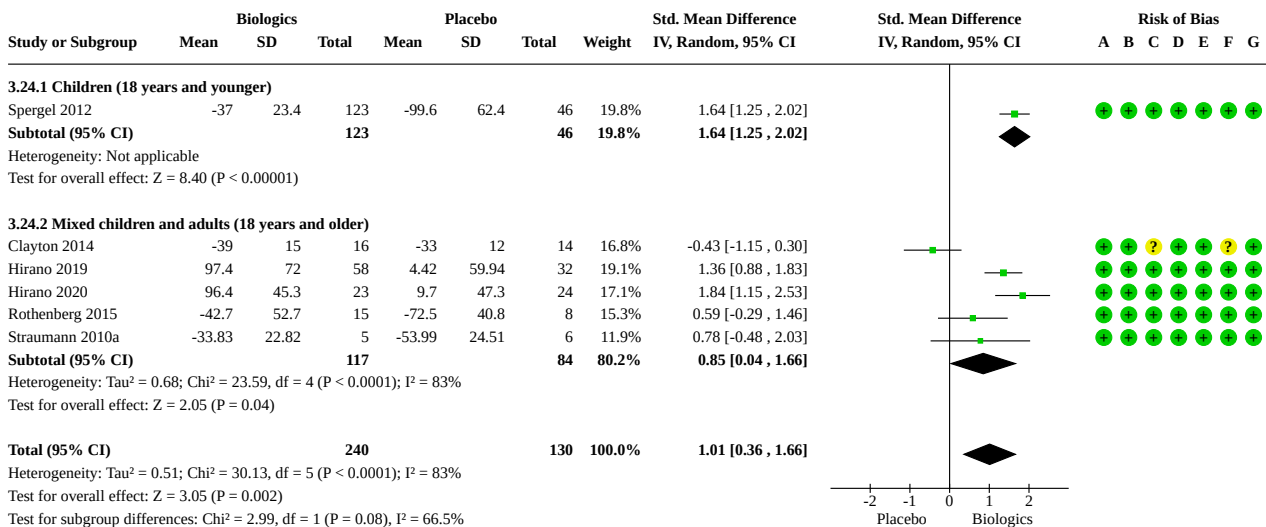 Biologics Placebo Std. Mean Difference Std. Mean Difference Risk of Bias
Study or Subgroup Mean SD Total Mean SD Total Weight IV, Random, 95% CI IV, Random, 95% CI A B C D E F G
3.24.1 Children (18 years and younger)
Spergel 2012 -37 23.4 123 -99.6 62.4 46 19.8% 1.64 [1.25 , 2.02] + + + + + + +
Subtotal (95% CI) 123 46 19.8% 1.64 [1.25 , 2.02]
Heterogeneity: Not applicable
Test for overall effect: Z = 8.40 (P < 0.00001)
3.24.2 Mixed children and adults (18 years and older)
Clayton 2014 -39 15 16 -33 12 14 16.8% -0.43 [-1.15 , 0.30] + + ? + + ? +
Hirano 2019 97.4 72 58 4.42 59.94 32 19.1% 1.36 [0.88 , 1.83] + + + + + + +
Hirano 2020 96.4 45.3 23 9.7 47.3 24 17.1% 1.84 [1.15 , 2.53] + + + + + + +
Rothenberg 2015 -42.7 52.7 15 -72.5 40.8 8 15.3% 0.59 [-0.29 , 1.46] + + + + + + +
Straumann 2010a -33.83 22.82 5 -53.99 24.51 6 11.9% 0.78 [-0.48 , 2.03] + + + + + + +
Subtotal (95% CI) 117 84 80.2% 0.85 [0.04 , 1.66]
Heterogeneity: Tau² = 0.68; Chi² = 23.59, df = 4 (P < 0.0001); I² = 83%
Test for overall effect: Z = 2.05 (P = 0.04)
Total (95% CI) 240 130 100.0% 1.01 [0.36 , 1.66]
Heterogeneity: Tau² = 0.51; Chi² = 30.13, df = 5 (P < 0.0001); I² = 83%
Test for overall effect: Z = 3.05 (P = 0.002)
-2 -1 0 1 2
Test for subgroup differences: Chi² = 2.99, df = 1 (P = 0.08), I² = 66.5%
Placebo Biologics